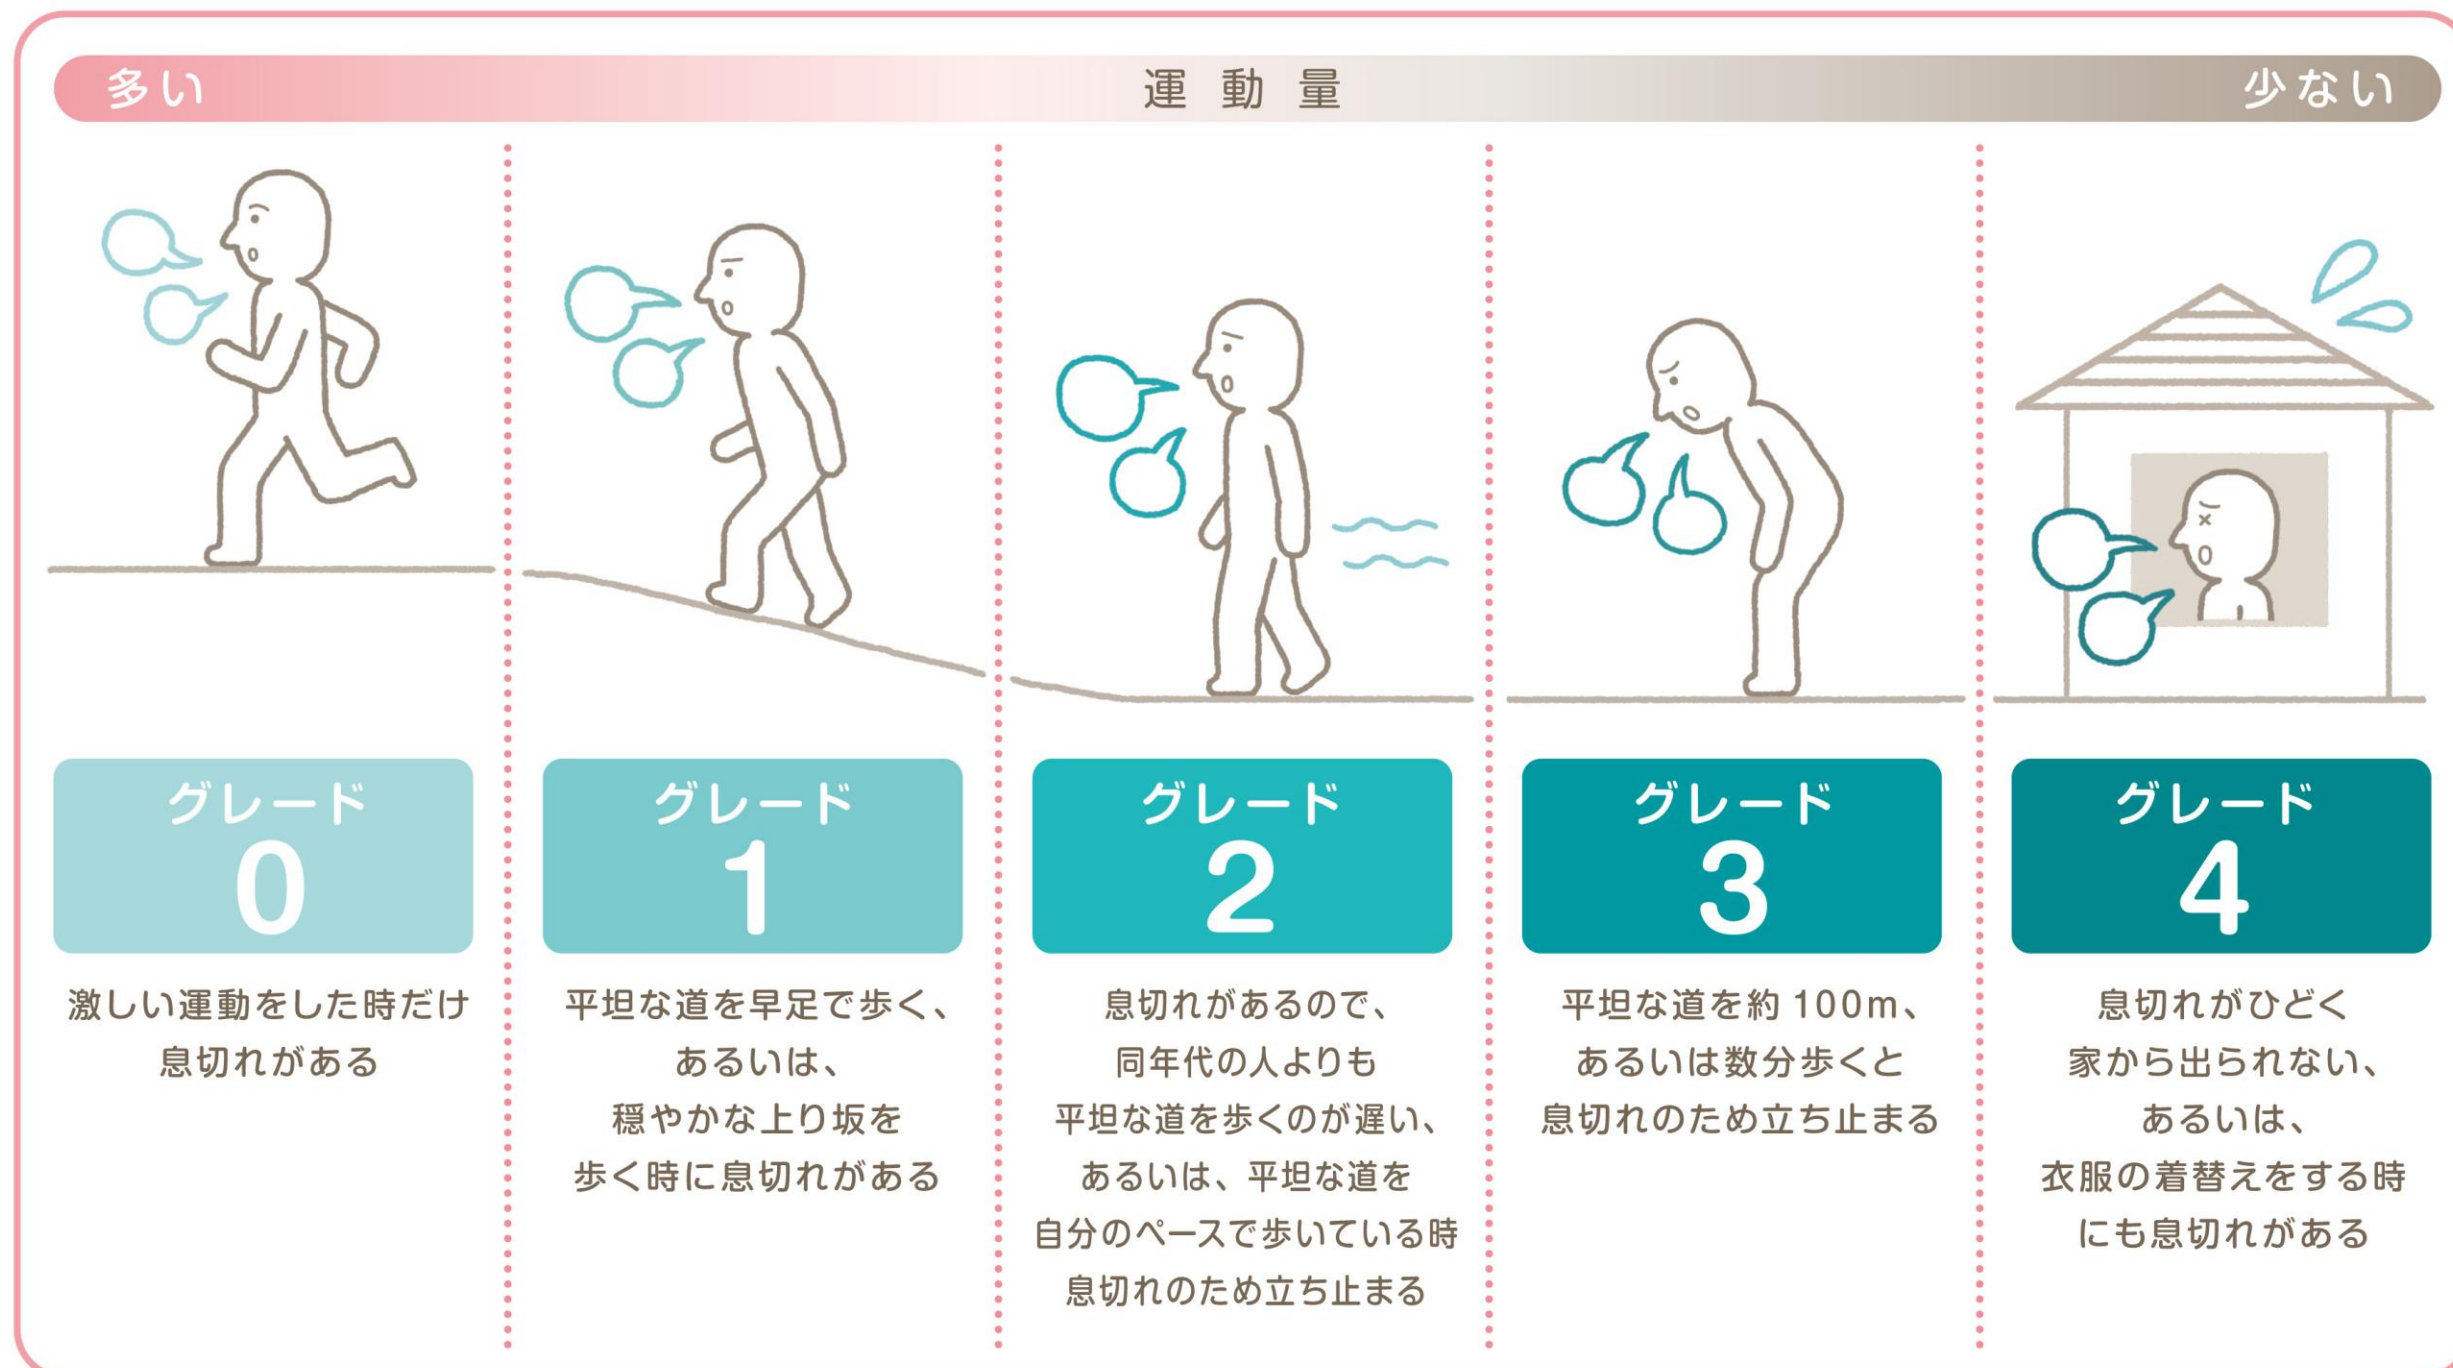 多い 運動量 少ない
グレード
0
激しい運動をした時だけ
息切れがある
グレード
1
平坦な道を早足で歩く、
あるいは、
穏やかな上り坂を
歩く時に息切れがある
グレード
2
息切れがあるので、
同年代の人よりも
平坦な道を歩くのが遅い、
あるいは、平坦な道を
自分のペースで歩いている時
息切れのため立ち止まる
グレード
3
平坦な道を約100m、
あるいは数分歩くと
息切れのため立ち止まる
グレード
4
息切れがひどく
家から出られない、
あるいは、
衣服の着替えをする時
にも息切れがある